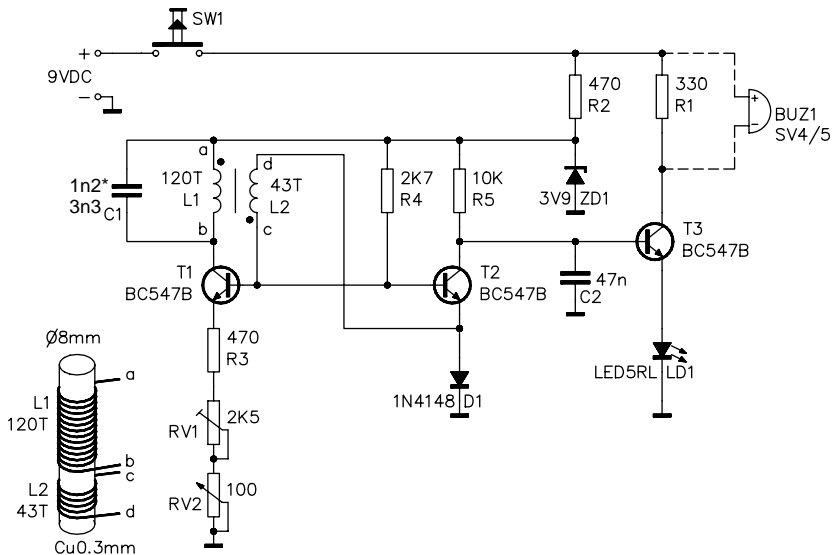 SW1
+
9VDC
-
470
R2
330
R1
+
-
BUZ1
SV4/5
a
d
1n2*
3n3
C1
120T
L1
43T
L2
b
c
2K7
R4
10K
R5
3V9
ZD1
T1
BC547B
T2
BC547B
T3
BC547B
47n
C2
470
R3
1N4148
D1
LED5RL
LD1
2K5
RV1
100
RV2
Ø8mm
a
L1
120T
b
c
L2
43T
d
Cu0.3mm